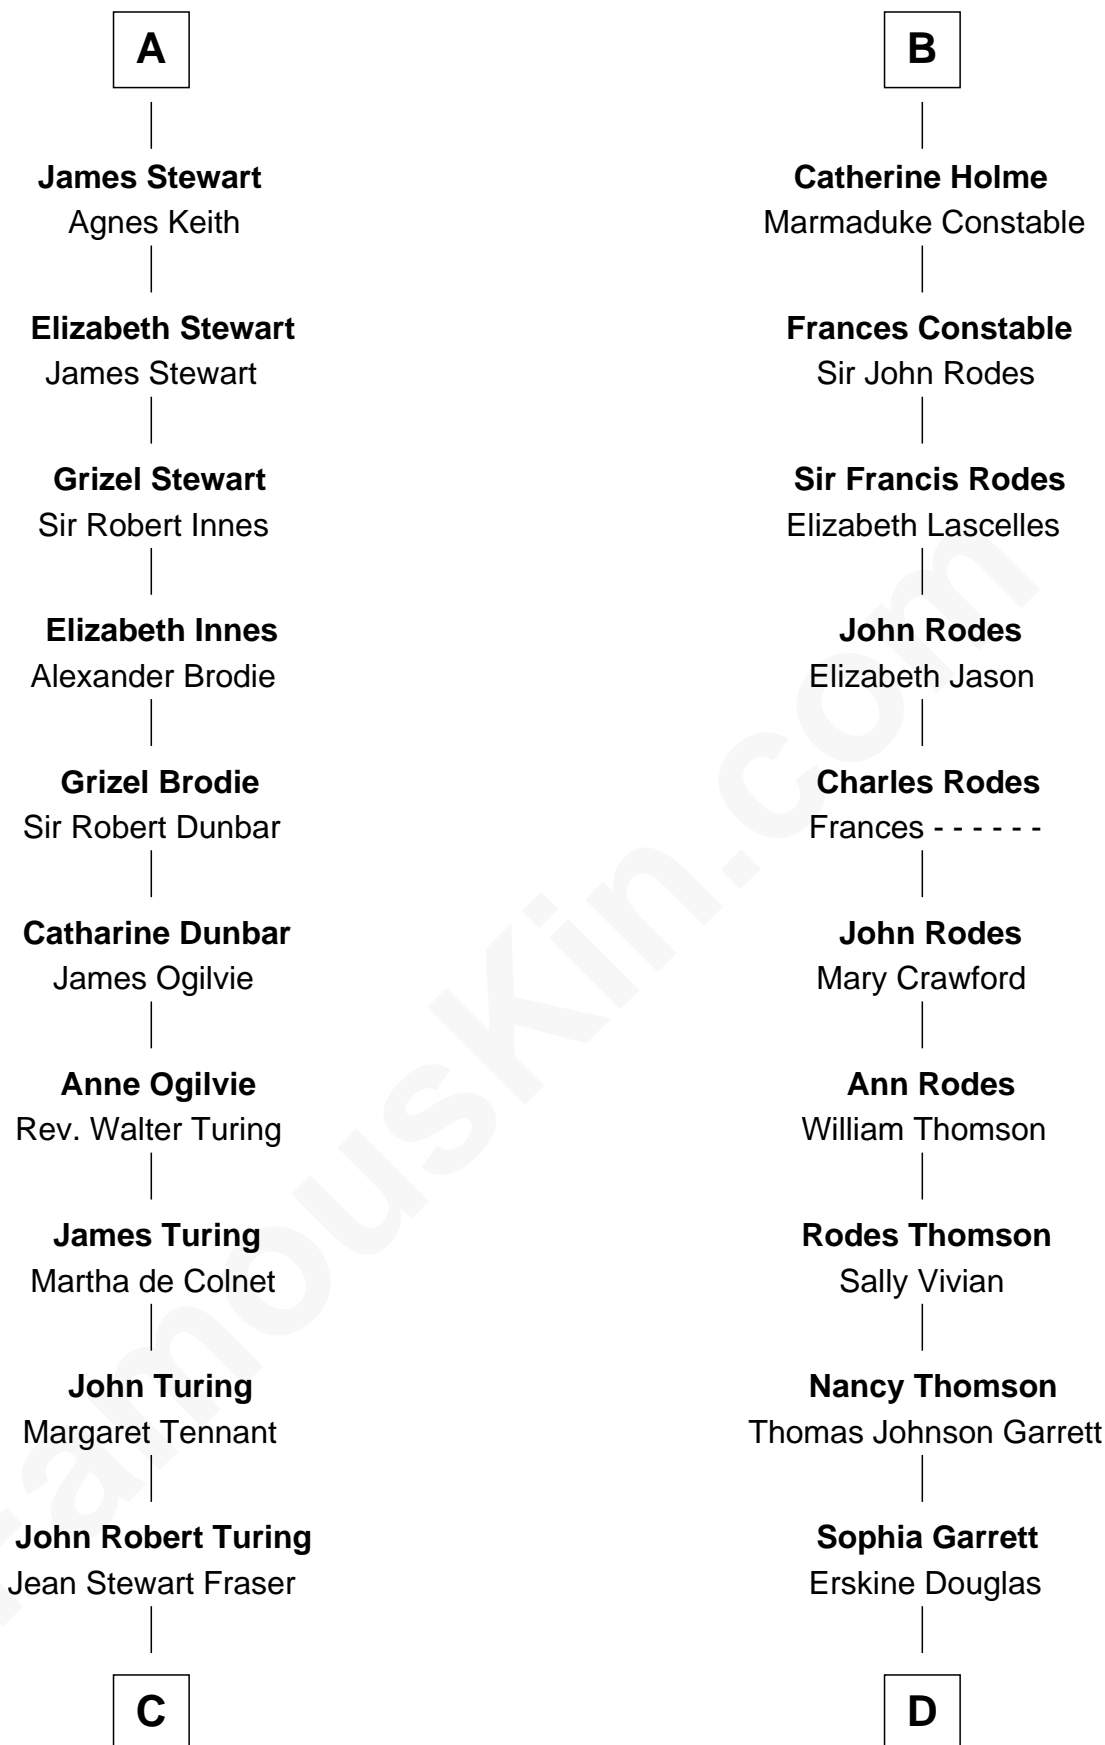 A
James Stewart
Agnes Keith
Elizabeth Stewart
James Stewart
Grizel Stewart
Sir Robert Innes
Elizabeth Innes
Alexander Brodie
Grizel Brodie
Sir Robert Dunbar
Catharine Dunbar
James Ogilvie
Anne Ogilvie
Rev. Walter Turing
James Turing
Martha de Colnet
John Turing
Margaret Tennant
John Robert Turing
Jean Stewart Fraser
C
B
Catherine Holme
Marmaduke Constable
Frances Constable
Sir John Rodes
Sir Francis Rodes
Elizabeth Lascelles
John Rodes
Elizabeth Jason
Charles Rodes
Frances - - - - - -
John Rodes
Mary Crawford
Ann Rodes
William Thomson
Rodes Thomson
Sally Vivian
Nancy Thomson
Thomas Johnson Garrett
Sophia Garrett
Erskine Douglas
D
FamousKin.com